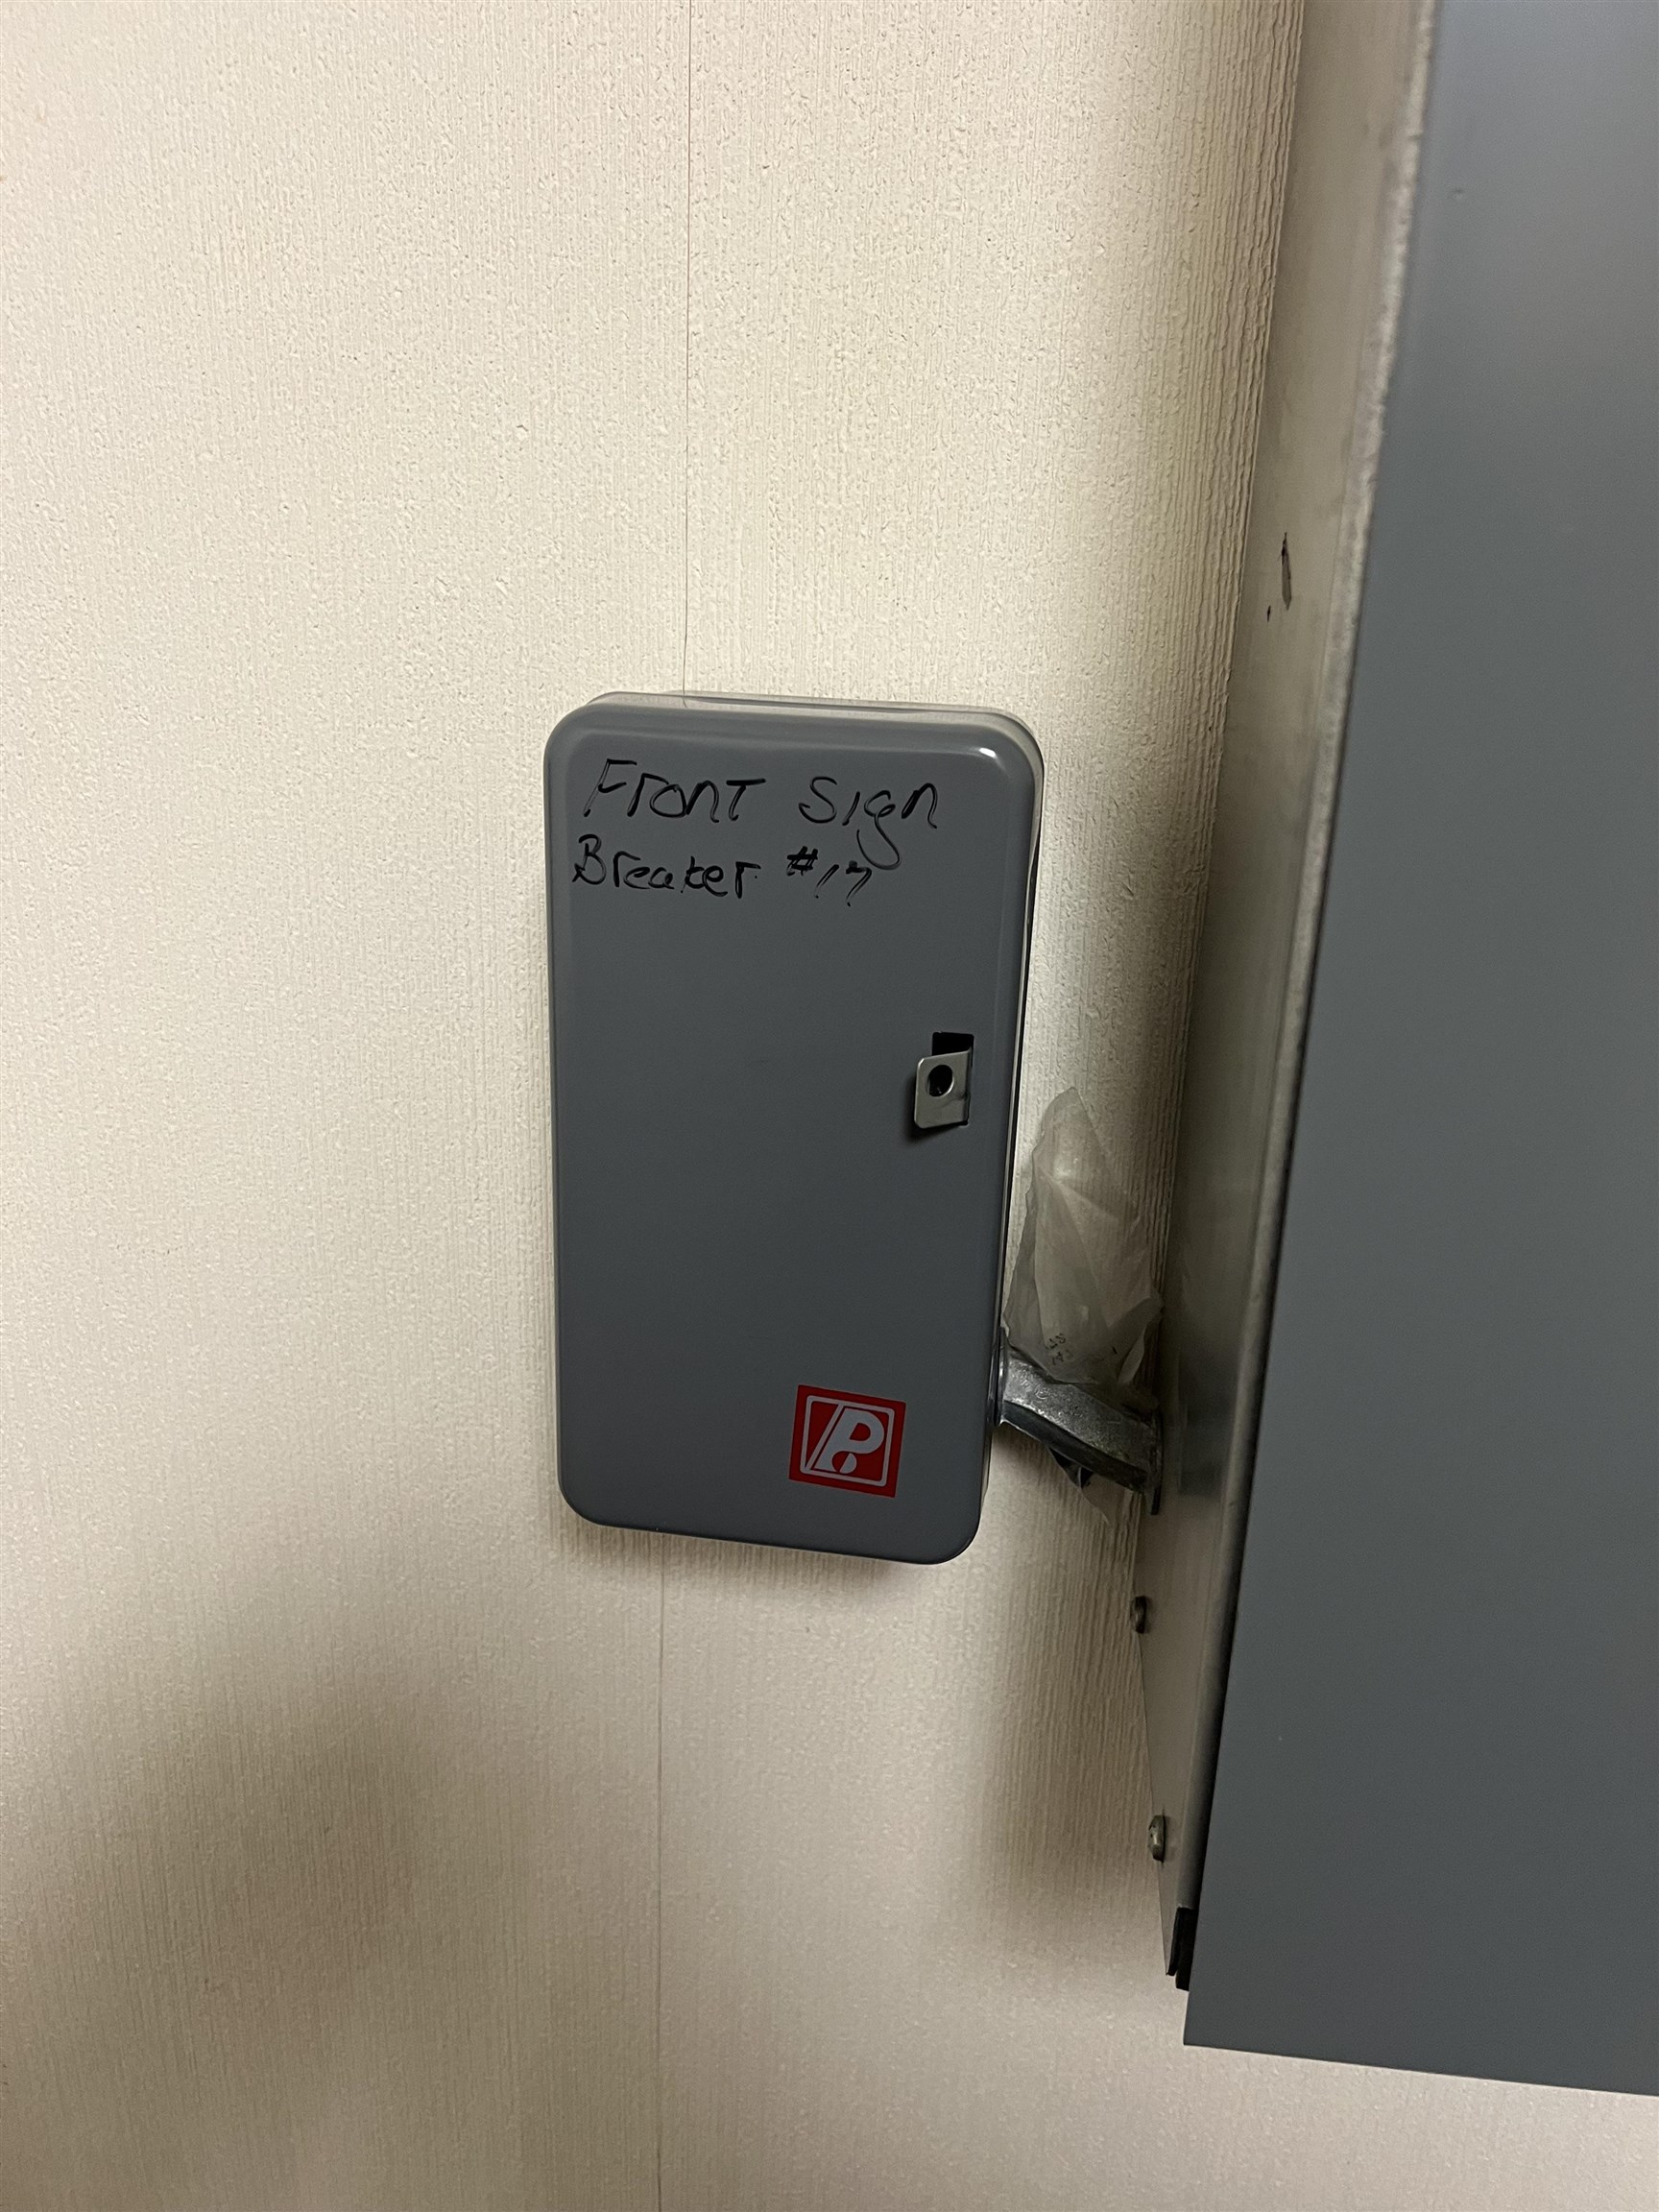 Front Sign
Breaker #17
P